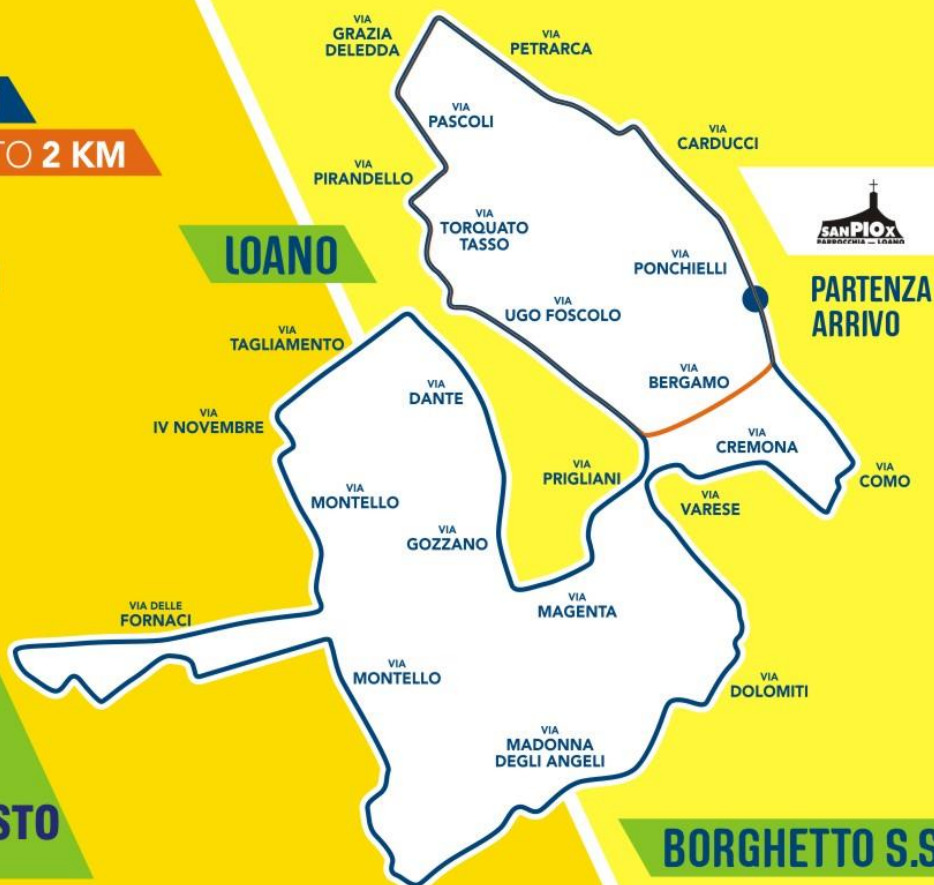 VIA
GRAZIA
DELEDDA
VIA
PETRARCA
VIA
PASCOLI
VIA
CARDUCCI
TO 2 KM
VIA
PIRANDELLO
SANPIOX
PARROCCHIA — LOANO
VIA
TORQUATO
TASSO
LOANO
VIA
PONCHIELLI
PARTENZA
ARRIVO
VIA
UGO FOSCOLO
VIA
TAGLIAMENTO
VIA
BERGAMO
VIA
DANTE
VIA
IV NOVEMBRE
VIA
CREMONA
VIA
PRIGLIANI
VIA
COMO
VIA
MONTELLO
VIA
VARESE
VIA
GOZZANO
VIA
MAGENTA
VIA DELLE
FORNACI
VIA
MONTELLO
VIA
DOLOMITI
VIA
MADONNA
DEGLI ANGELI
STO
BORGHETTO S.S